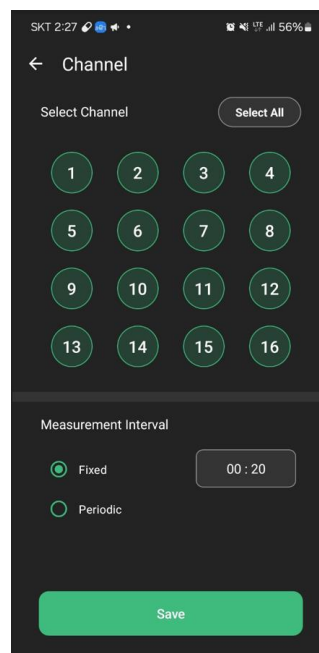 SKT 2:27
LTE 56%
Channel
Select Channel Select All
1 2 3 4
5 6 7 8
9 10 11 12
13 14 15 16
Measurement Interval
Fixed 00 : 20
Periodic
Save